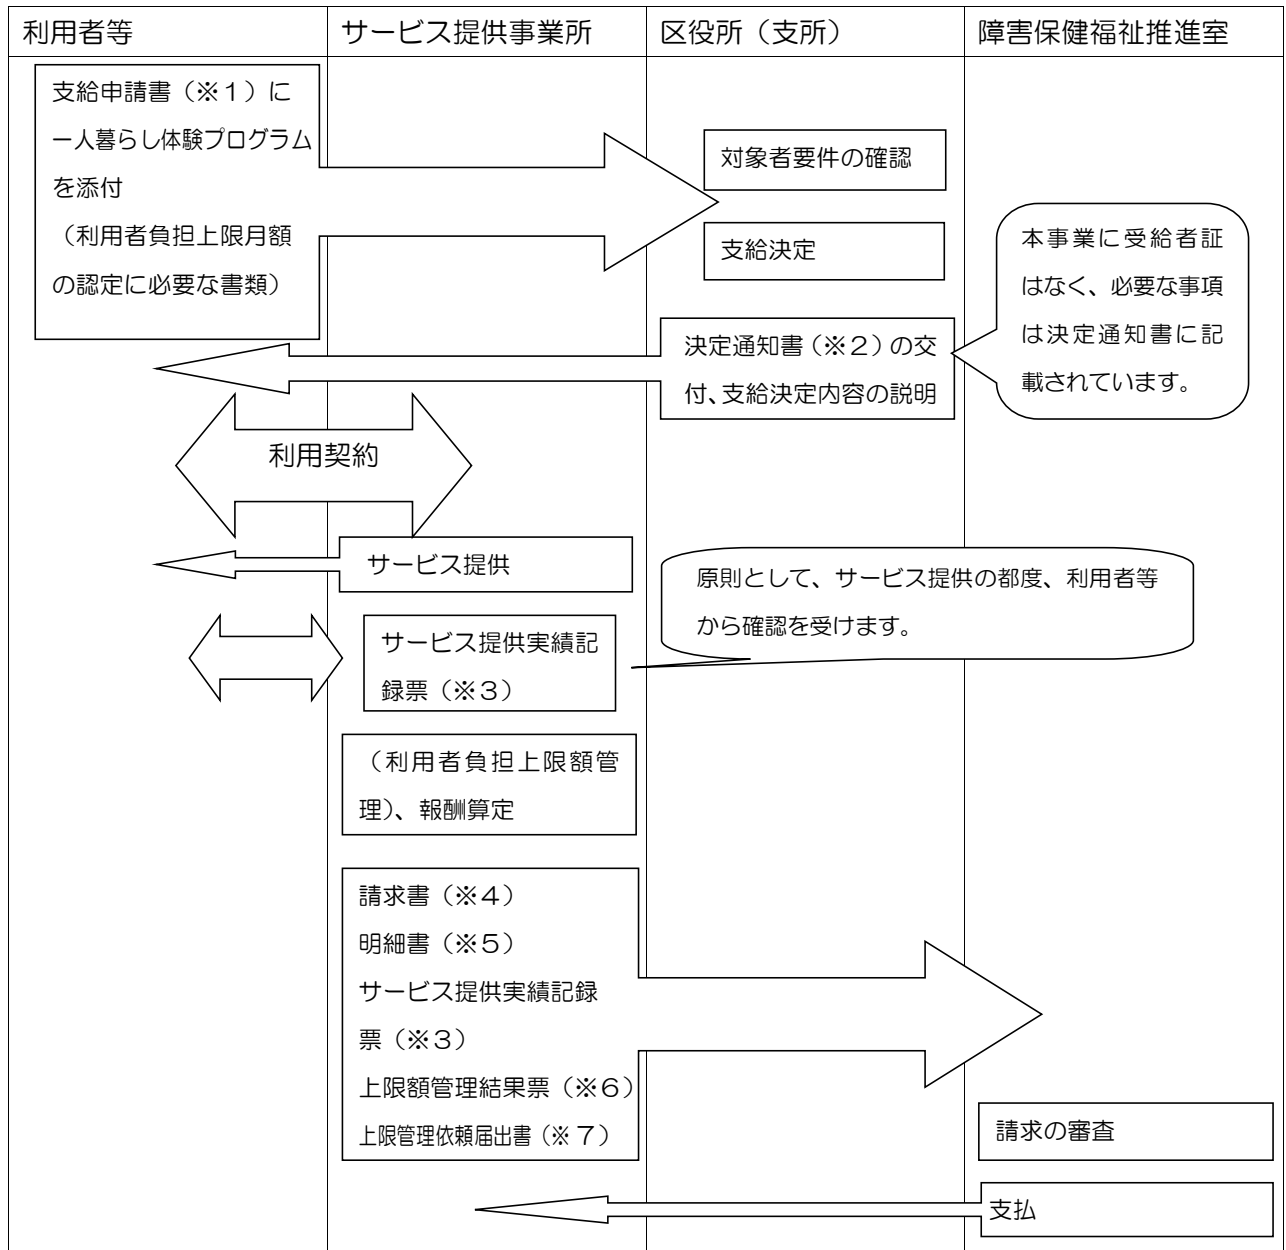 利用者等
サービス提供事業所
区役所（支所）
障害保健福祉推進室
支給申請書（※１）に
一人暮らし体験プログラム
を添付
（利用者負担上限月額
の認定に必要な書類）
対象者要件の確認
支給決定
本事業に受給者証
はなく、必要な事項
は決定通知書に記
載されています。
決定通知書（※２）の交
付、支給決定内容の説明
利用契約
サービス提供
原則として、サービス提供の都度、利用者等
から確認を受けます。
サービス提供実績記
録票（※３）
（利用者負担上限額管
理）、報酬算定
請求書（※４）
明細書（※５）
サービス提供実績記録
票（※３）
上限額管理結果票（※６）
上限管理依頼届出書（※７）
請求の審査
支払